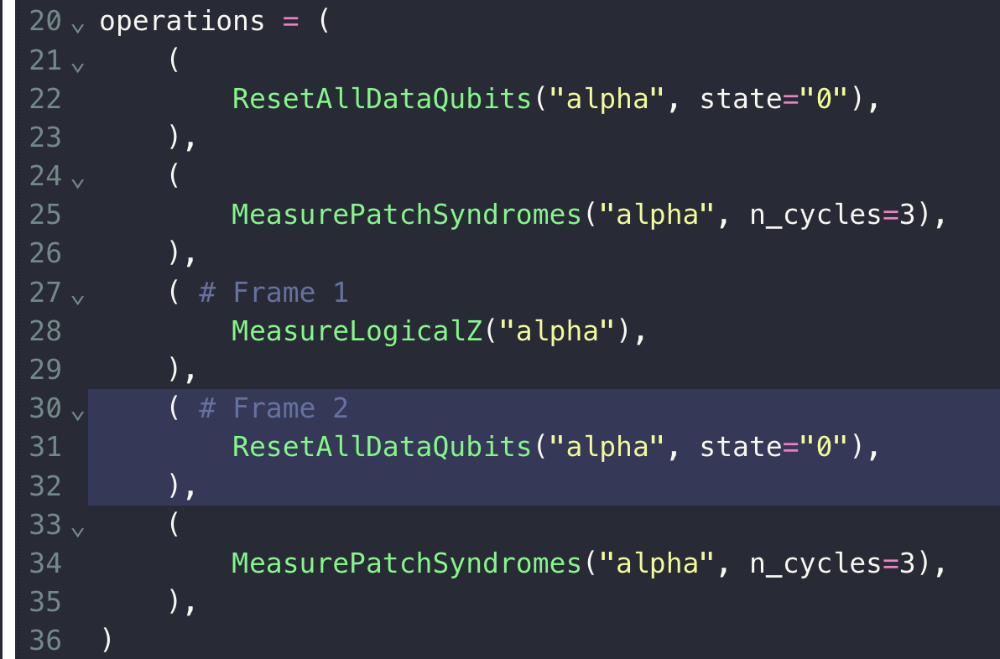 20 operations = (
21     (
22         ResetAllDataQubits("alpha", state="0"),
23     ),
24     (
25         MeasurePatchSyndromes("alpha", n_cycles=3),
26     ),
27     ( # Frame 1
28         MeasureLogicalZ("alpha"),
29     ),
30     ( # Frame 2
31         ResetAllDataQubits("alpha", state="0"),
32     ),
33     (
34         MeasurePatchSyndromes("alpha", n_cycles=3),
35     ),
36 )